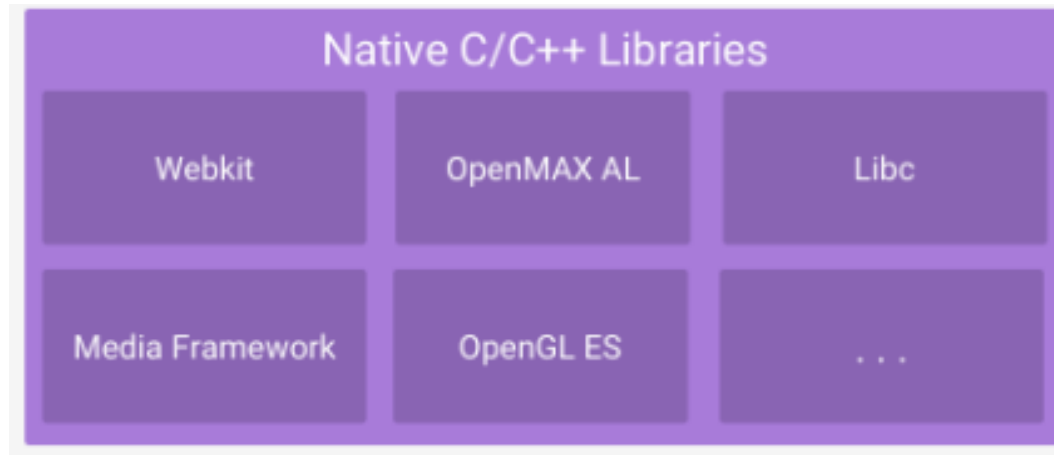 Native C/C++ Libraries
Webkit
OpenMAX AL
Libc
Media Framework
OpenGL ES
. . .